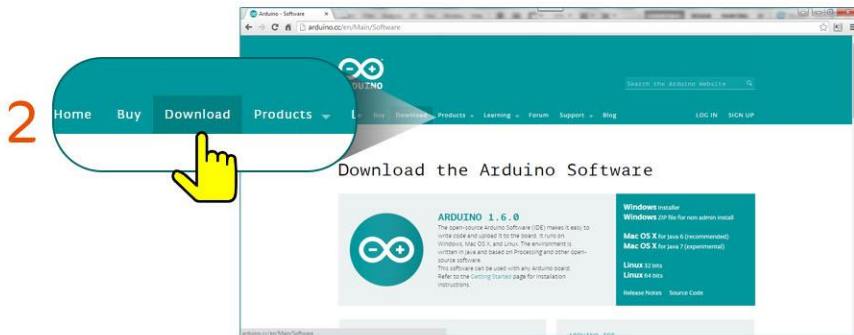 Arduino - Software
arduino.cc/en/Main/Software
Search the Arduino Website
2
Home Buy Download Products
Buy Download Products Learning Forum Support Blog LOG IN SIGN UP
Download the Arduino Software
ARDUINO 1.6.0
The open-source Arduino Software (IDE) makes it easy to
write code and upload it to the board. It runs on
Windows, Mac OS X, and Linux. The environment is
written in Java and based on Processing and other open-
source software.
This software can be used with any Arduino board.
Refer to the Getting Started page for installation
instructions.
Windows Installer
Windows ZIP file for non admin install
Mac OS X for Java 6 (recommended)
Mac OS X for Java 7 (experimental)
Linux 32 bits
Linux 64 bits
Release Notes Source Code
arduino.cc/en/Main/Software